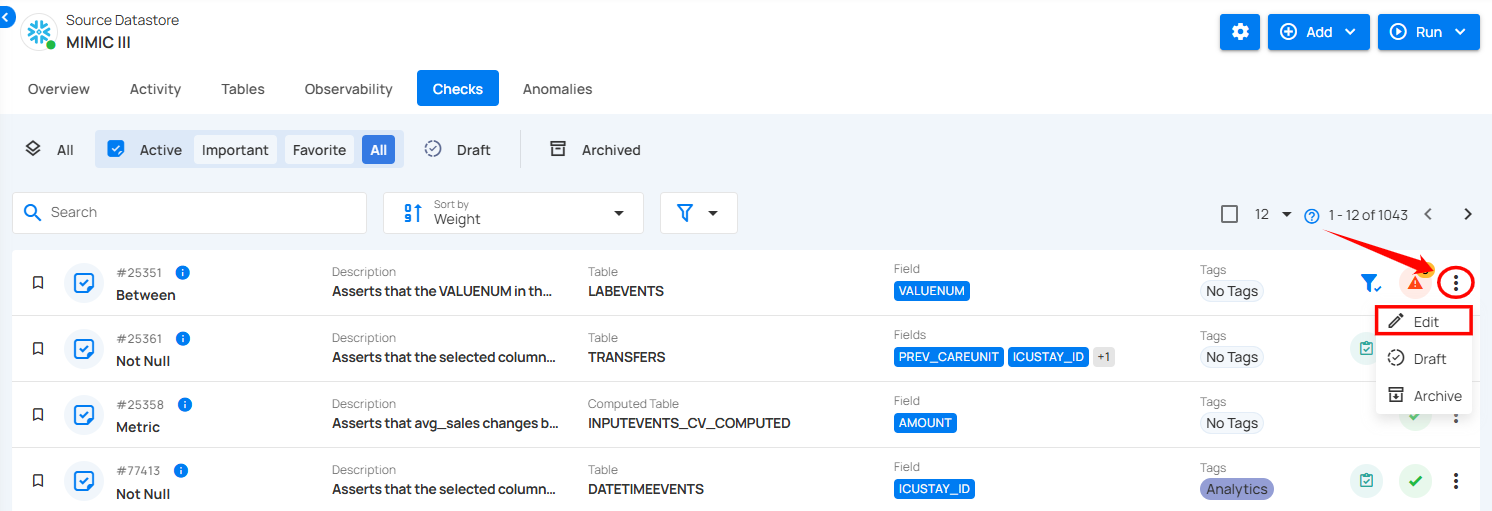 Source Datastore
MIMIC III
Add
Run
Overview Activity Tables Observability Checks Anomalies
All Active Important Favorite All Draft Archived
Search
Sort by
Weight
12
1 - 12 of 1043
#25351
Between
Description
Asserts that the VALUENUM in th...
Table
LABEVENTS
Field
VALUENUM
Tags
No Tags
Edit
Draft
Archive
#25361
Not Null
Description
Asserts that the selected column...
Table
TRANSFERS
Fields
PREV_CAREUNIT ICUSTAY_ID +1
Tags
No Tags
#25358
Metric
Description
Asserts that avg_sales changes b...
Computed Table
INPUTEVENTS_CV_COMPUTED
Field
AMOUNT
Tags
No Tags
#77413
Not Null
Description
Asserts that the selected column...
Table
DATETIMEEVENTS
Field
ICUSTAY_ID
Tags
Analytics